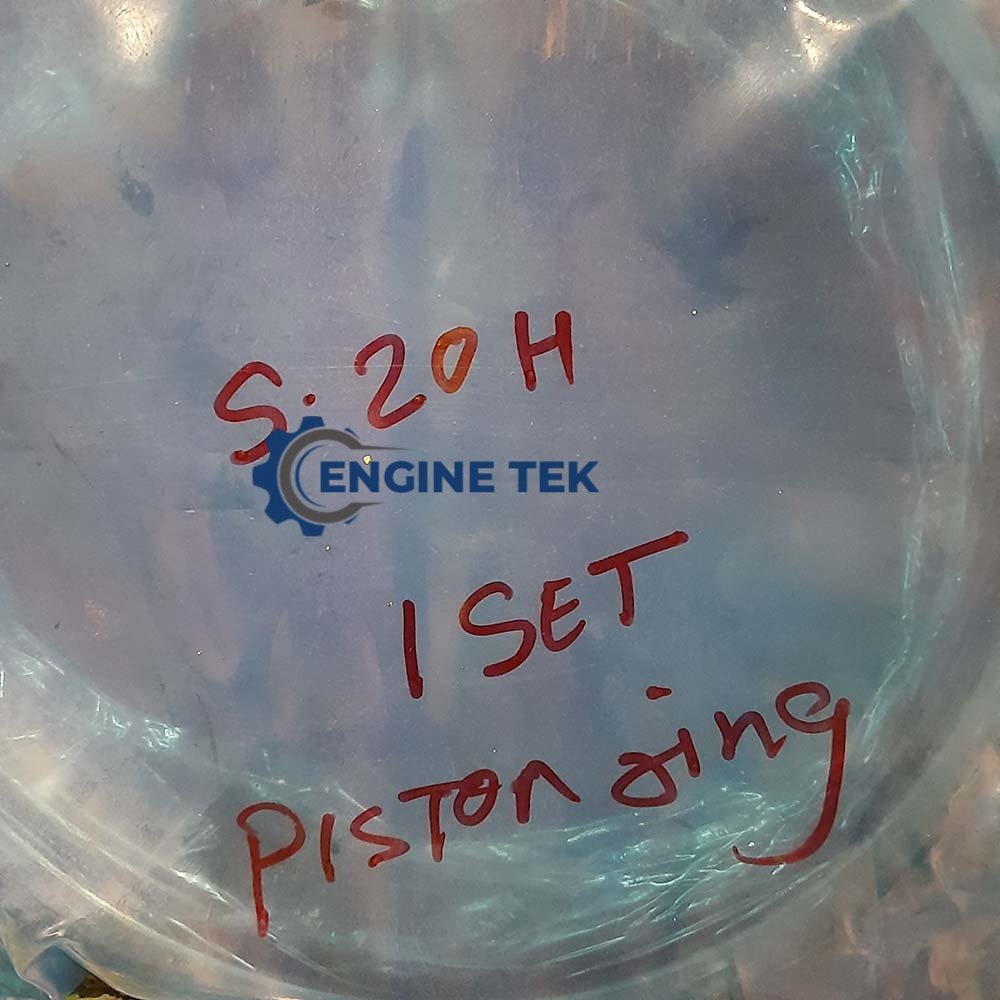 S.20H
ENGINE TEK
1 SET
PISTON ring